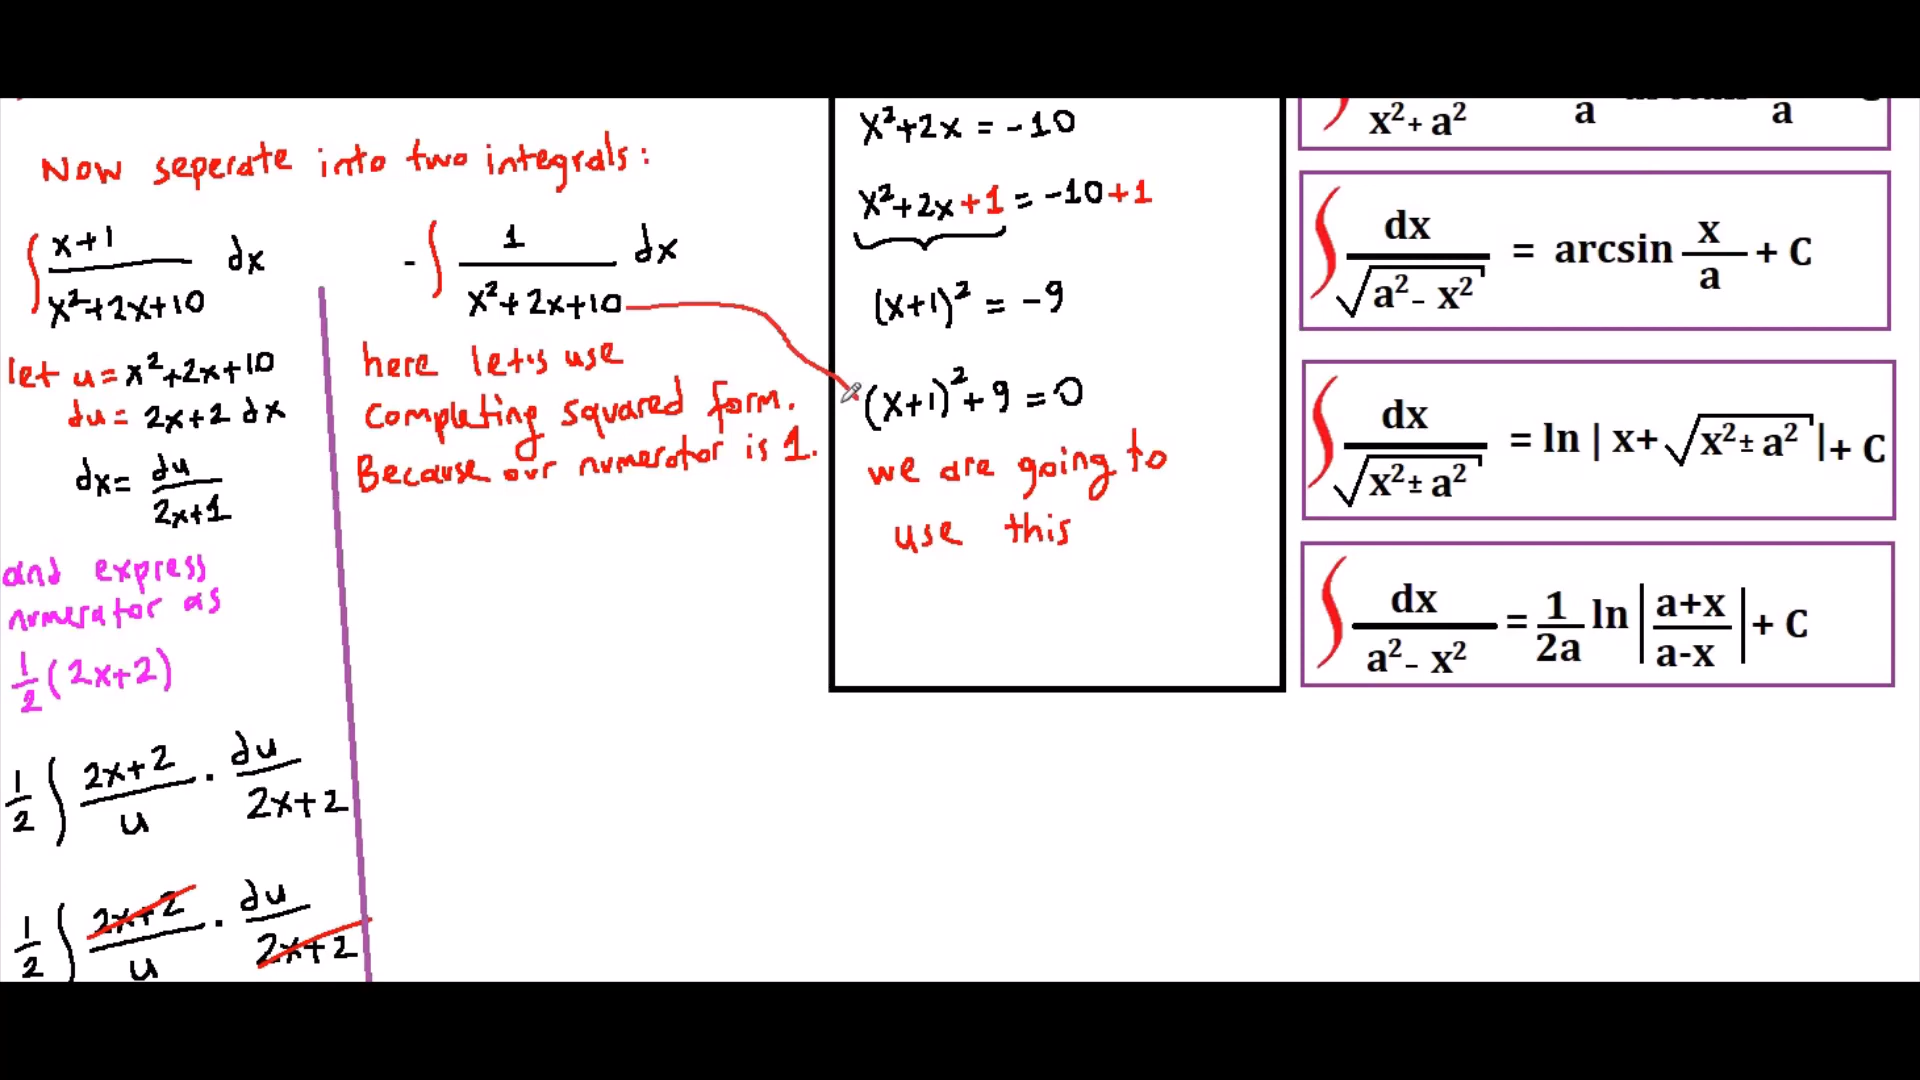 Now seperate into two integrals:
∫ x+1 / x²+2x+10 dx
- ∫ 1 / x²+2x+10 dx
let u = x²+2x+10
du = 2x+2 dx
dx = du / 2x+1
and express
numerator as
1/2 (2x+2)
1/2 ∫ 2x+2 / u · du / 2x+2
1/2 ∫ 2x+2 / u · du / 2x+2
here let's use
completing squared form.
Because our numerator is 1.
x²+2x = -10
x²+2x+1 = -10+1
(x+1)² = -9
(x+1)²+9 = 0
we are going to
use this
x²+ a² a a
∫ dx / √a²- x² = arcsin x/a + C
∫ dx / √x²± a² = ln | x+ √x²± a² | + C
∫ dx / a²- x² = 1/2a ln | a+x / a-x | + C